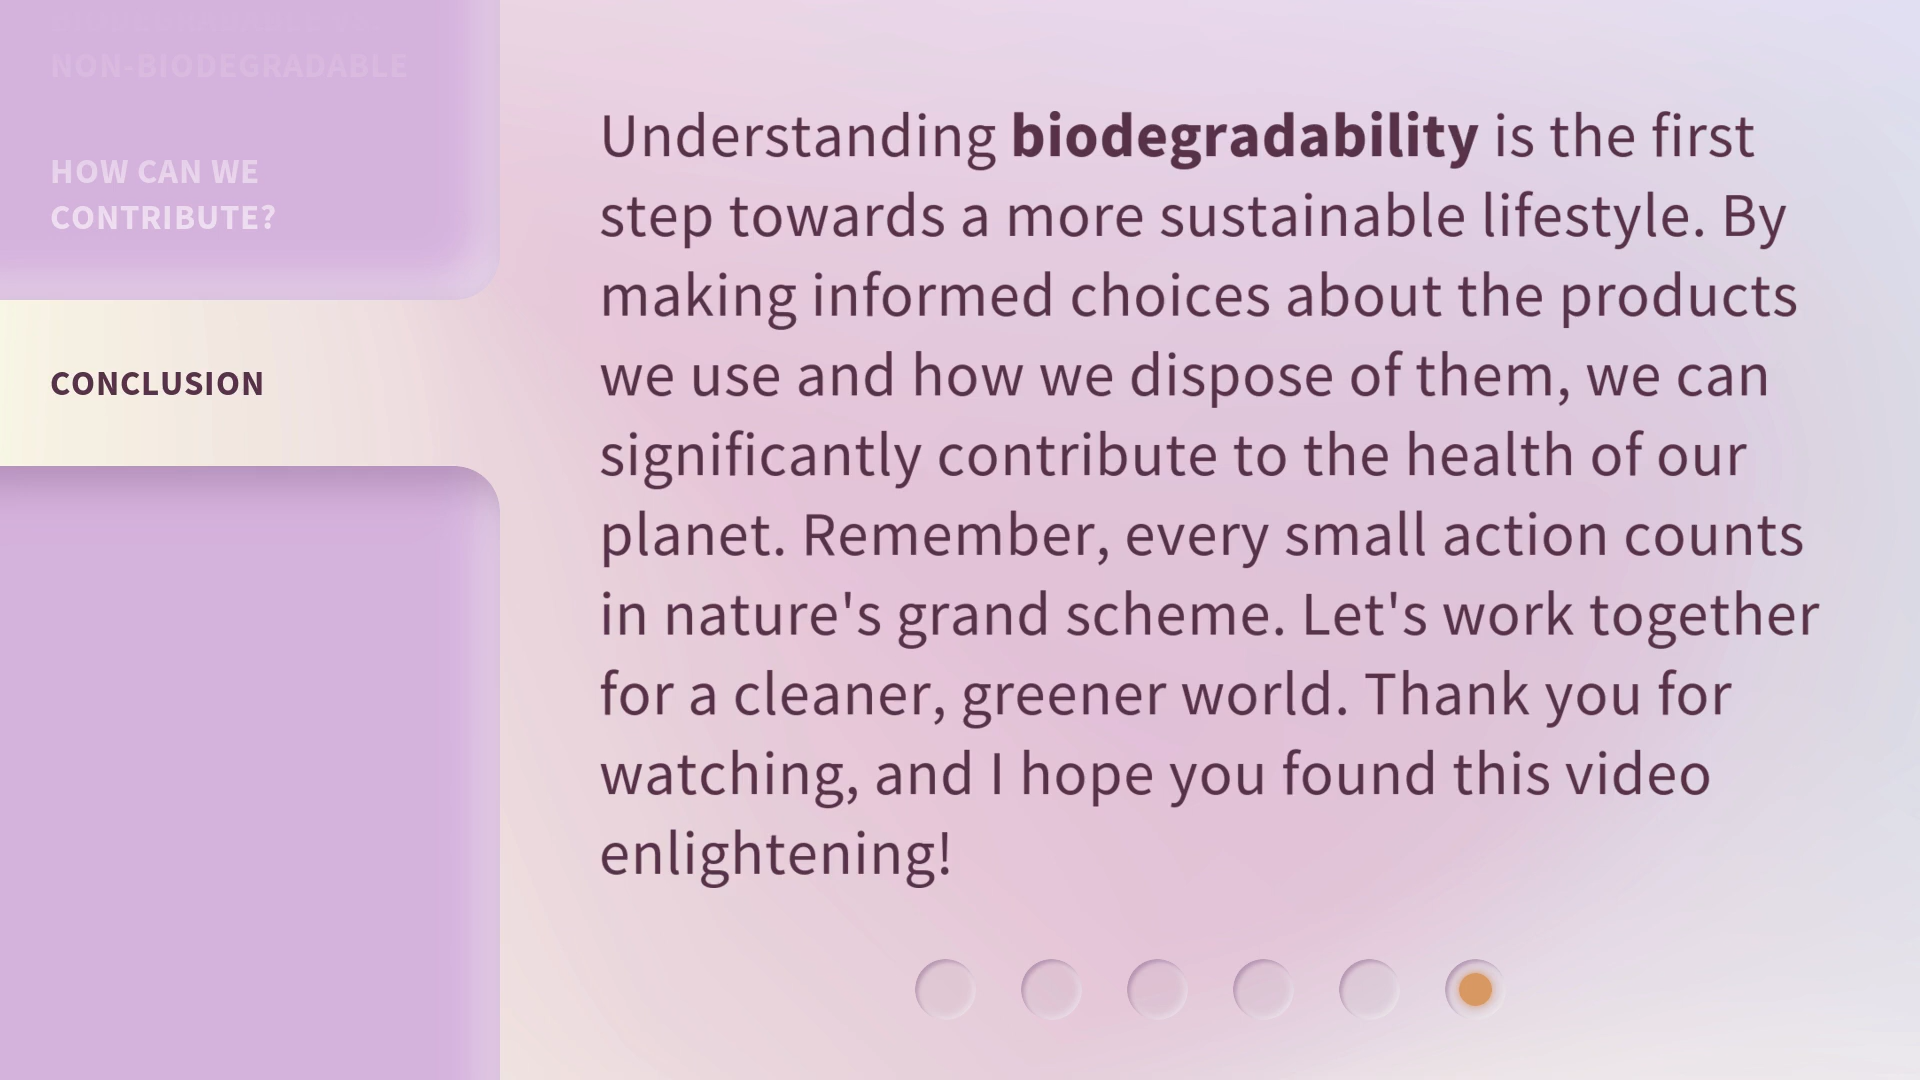 NON-BIODEGRADABLE
HOW CAN WE
CONTRIBUTE?
CONCLUSION
Understanding biodegradability is the first
step towards a more sustainable lifestyle. By
making informed choices about the products
we use and how we dispose of them, we can
significantly contribute to the health of our
planet. Remember, every small action counts
in nature's grand scheme. Let's work together
for a cleaner, greener world. Thank you for
watching, and I hope you found this video
enlightening!